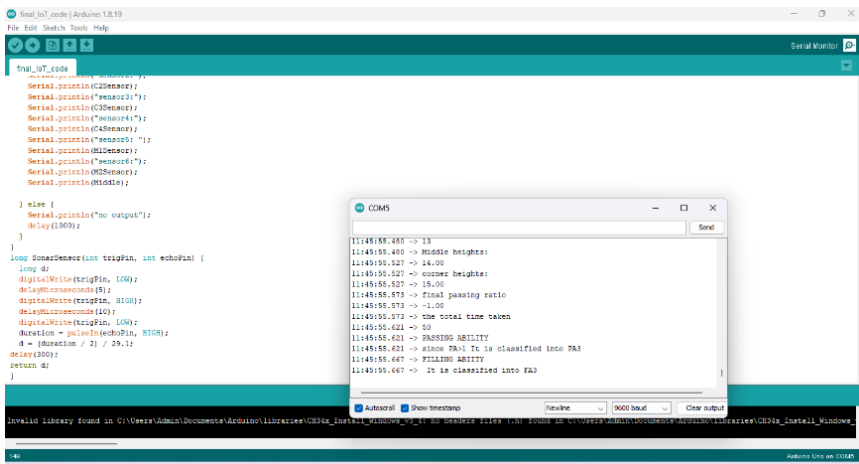 final_IoT_code | Arduino 1.8.19
File Edit Sketch Tools Help
Serial Monitor
final_IoT_code
Serial.println("sensor2:");
Serial.println(C2Sensor);
Serial.println("sensor3:");
Serial.println(C3Sensor);
Serial.println("sensor4:");
Serial.println(C4Sensor);
Serial.println("sensor5: ");
Serial.println(M1Sensor);
Serial.println("sensor6:");
Serial.println(M2Sensor);
Serial.println(Middle);
} else {
Serial.println("no output");
delay(1000);
}
}
long SonarSensor(int trigPin, int echoPin) {
long d;
digitalWrite(trigPin, LOW);
delayMicroseconds(5);
digitalWrite(trigPin, HIGH);
delayMicroseconds(10);
digitalWrite(trigPin, LOW);
duration = pulseIn(echoPin, HIGH);
d = (duration / 2) / 29.1;
delay(300);
return d;
}
COM5
Send
11:45:55.480 -> 13
11:45:55.480 -> Middle heights:
11:45:55.527 -> 14.00
11:45:55.527 -> corner heights:
11:45:55.527 -> 15.00
11:45:55.573 -> final passing ratio
11:45:55.573 -> -1.00
11:45:55.573 -> the total time taken
11:45:55.621 -> 50
11:45:55.621 -> PASSING ABILITY
11:45:55.621 -> since PA>1 It is classified into PA3
11:45:55.667 -> FILLING ABIITY
11:45:55.667 -> It is classified into FA3
Autoscroll Show timestamp Newline 9600 baud Clear output
Invalid library found in C:\Users\Admin\Documents\Arduino\libraries\CH34x_Install_Windows_v3_4: no headers files (.h) found in C:\Users\Admin\Documents\Arduino\libraries\CH34x_Install_Windows_
149
Arduino Uno on COM5